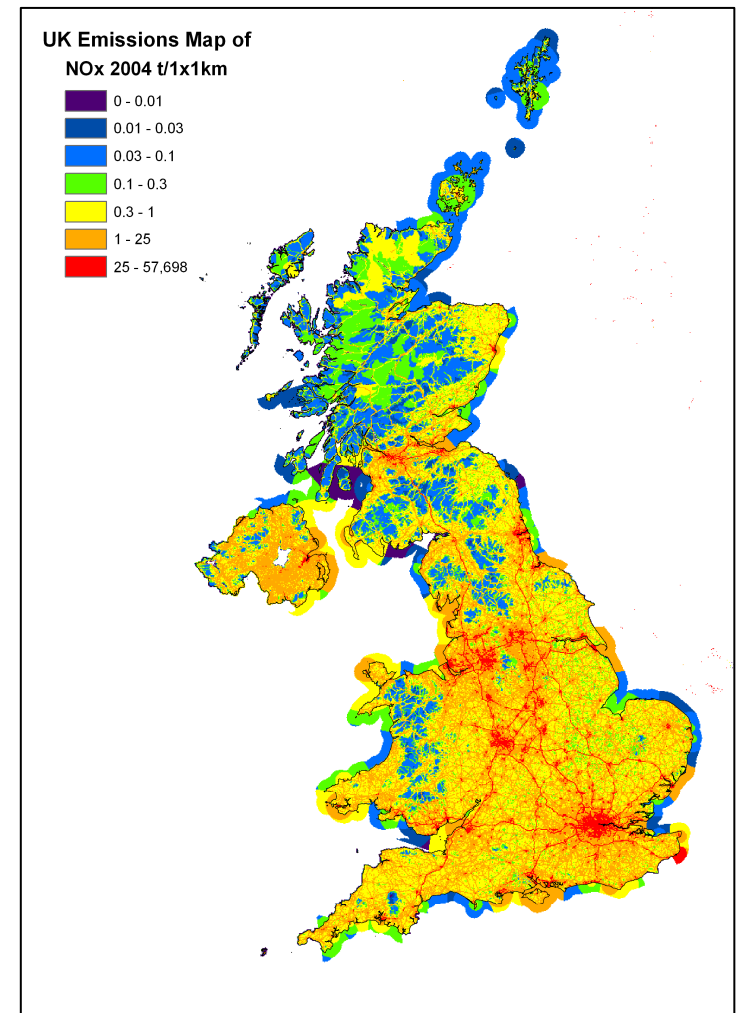 UK Emissions Map of
NOx 2004 t/1x1km
0 - 0.01
0.01 - 0.03
0.03 - 0.1
0.1 - 0.3
0.3 - 1
1 - 25
25 - 57,698